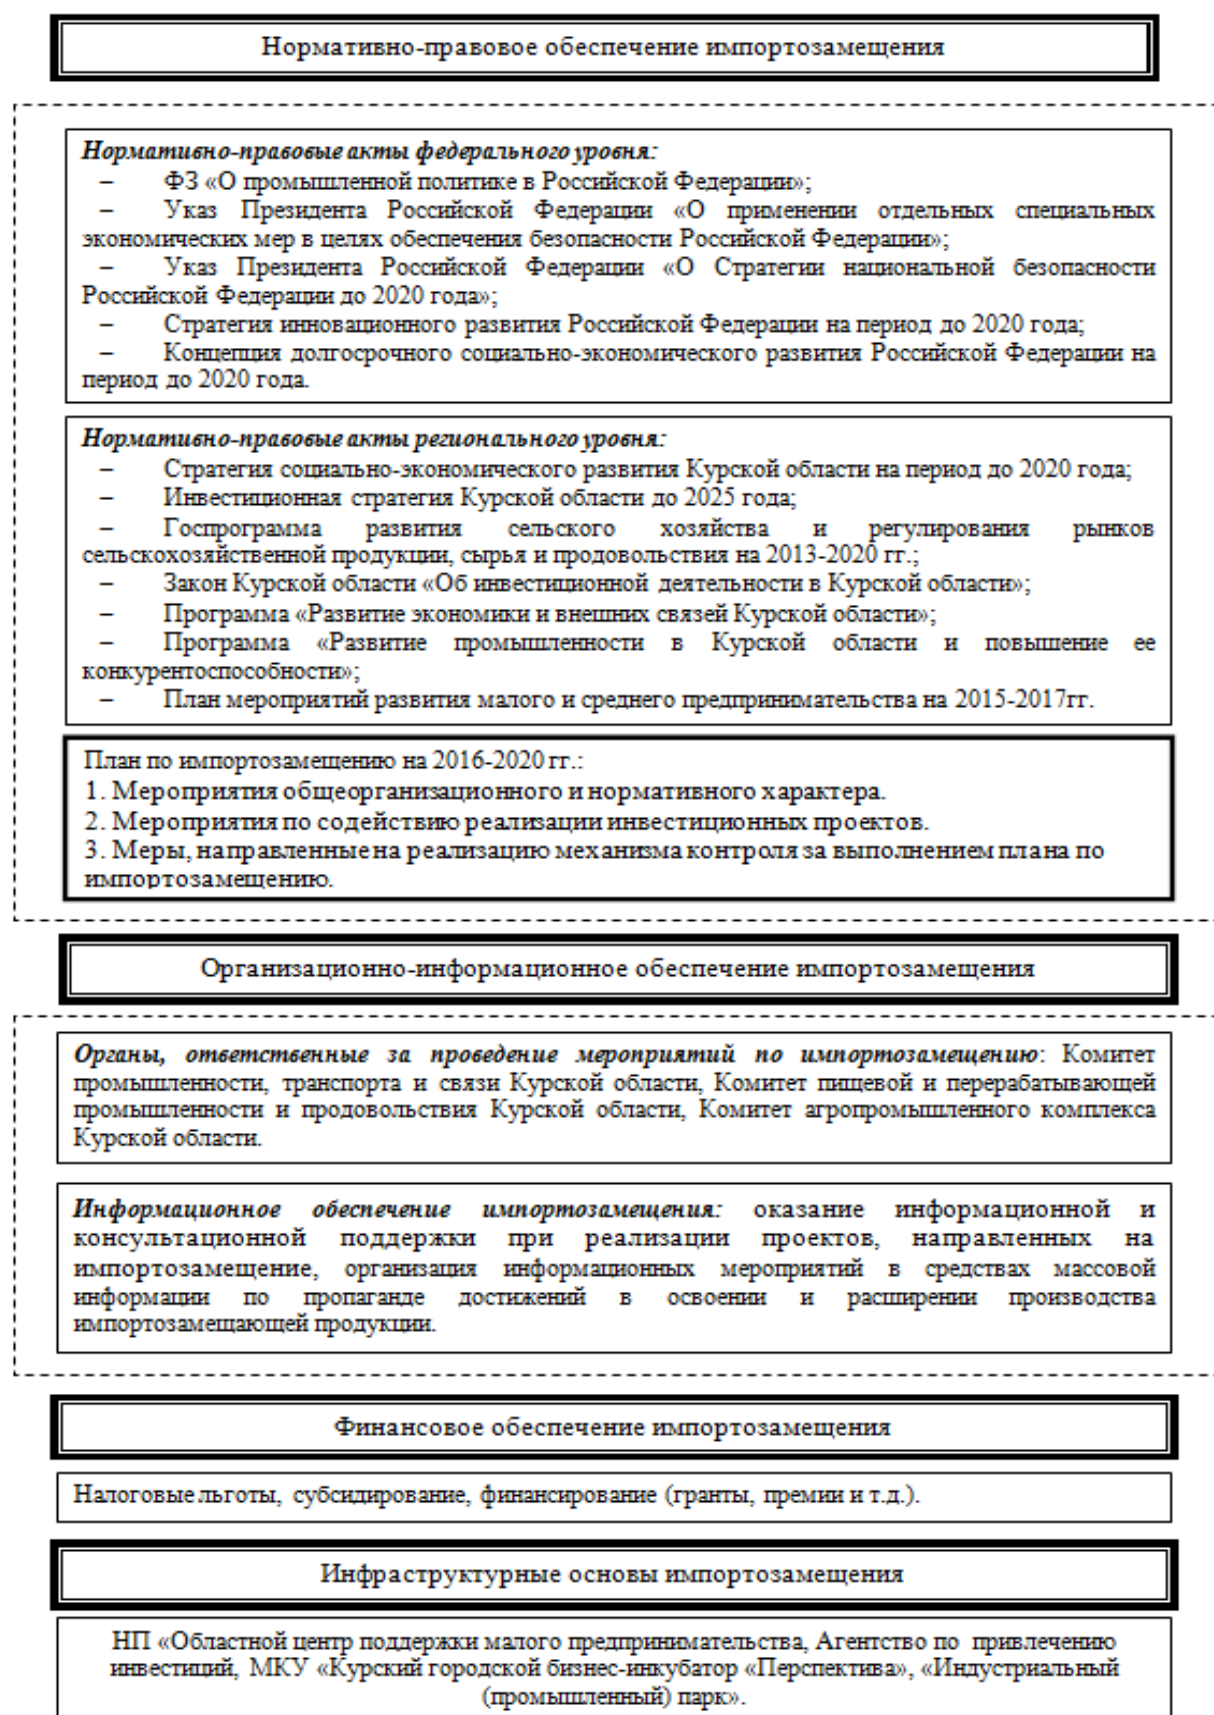 Нормативно-правовое обеспечение импортозамещения
Нормативно-правовые акты федерального уровня:
– ФЗ «О промышленной политике в Российской Федерации»;
– Указ Президента Российской Федерации «О применении отдельных специальных
экономических мер в целях обеспечения безопасности Российской Федерации»;
– Указ Президента Российской Федерации «О Стратегии национальной безопасности
Российской Федерации до 2020 года»;
– Стратегия инновационного развития Российской Федерации на период до 2020 года;
– Концепция долгосрочного социально-экономического развития Российской Федерации на
период до 2020 года.
Нормативно-правовые акты регионального уровня:
– Стратегия социально-экономического развития Курской области на период до 2020 года;
– Инвестиционная стратегия Курской области до 2025 года;
– Госпрограмма развития сельского хозяйства и регулирования рынков
сельскохозяйственной продукции, сырья и продовольствия на 2013-2020 гг.;
– Закон Курской области «Об инвестиционной деятельности в Курской области»;
– Программа «Развитие экономики и внешних связей Курской области»;
– Программа «Развитие промышленности в Курской области и повышение ее
конкурентоспособности»;
– План мероприятий развития малого и среднего предпринимательства на 2015-2017гг.
План по импортозамещению на 2016-2020 гг.:
1. Мероприятия общеорганизационного и нормативного характера.
2. Мероприятия по содействию реализации инвестиционных проектов.
3. Меры, направленные на реализацию механизма контроля за выполнением плана по
импортозамещению.
Организационно-информационное обеспечение импортозамещения
Органы, ответственные за проведение мероприятий по импортозамещению: Комитет
промышленности, транспорта и связи Курской области, Комитет пищевой и перерабатывающей
промышленности и продовольствия Курской области, Комитет агропромышленного комплекса
Курской области.
Информационное обеспечение импортозамещения: оказание информационной и
консультационной поддержки при реализации проектов, направленных на
импортозамещение, организация информационных мероприятий в средствах массовой
информации по пропаганде достижений в освоении и расширении производства
импортозамещающей продукции.
Финансовое обеспечение импортозамещения
Налоговые льготы, субсидирование, финансирование (гранты, премии и т.д.).
Инфраструктурные основы импортозамещения
НП «Областной центр поддержки малого предпринимательства, Агентство по привлечению
инвестиций, МКУ «Курский городской бизнес-инкубатор «Перспектива», «Индустриальный
(промышленный) парк».